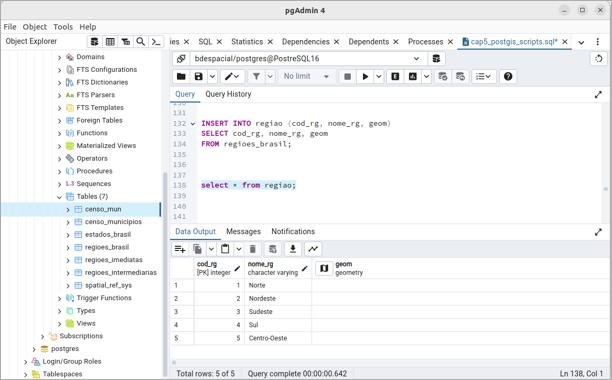 pgAdmin 4
File Object Tools Help
Object Explorer
Domains
FTS Configurations
FTS Dictionaries
FTS Parsers
FTS Templates
Foreign Tables
Functions
Materialized Views
Operators
Procedures
Sequences
Tables (7)
censo_mun
censo_municipios
estados_brasil
regioes_brasil
regioes_imediatas
regioes_intermediarias
spatial_ref_sys
Trigger Functions
Types
Views
Subscriptions
postgres
Login/Group Roles
Tablespaces
ies SQL Statistics Dependencies Dependents Processes cap5_postgis_scripts.sql*
bdespacial/postgres@PostreSQL16
No limit
Query Query History
131
132 INSERT INTO regiao (cod_rg, nome_rg, geom)
133 SELECT cod_rg, nome_rg, geom
134 FROM regioes_brasil;
135
136
137
138 select * from regiao;
139
140
141
Data Output Messages Notifications
cod_rg [PK] integer nome_rg character varying geom geometry
1 1 Norte
2 2 Nordeste
3 3 Sudeste
4 4 Sul
5 5 Centro-Oeste
Total rows: 5 of 5 Query complete 00:00:00.642 Ln 138, Col 1